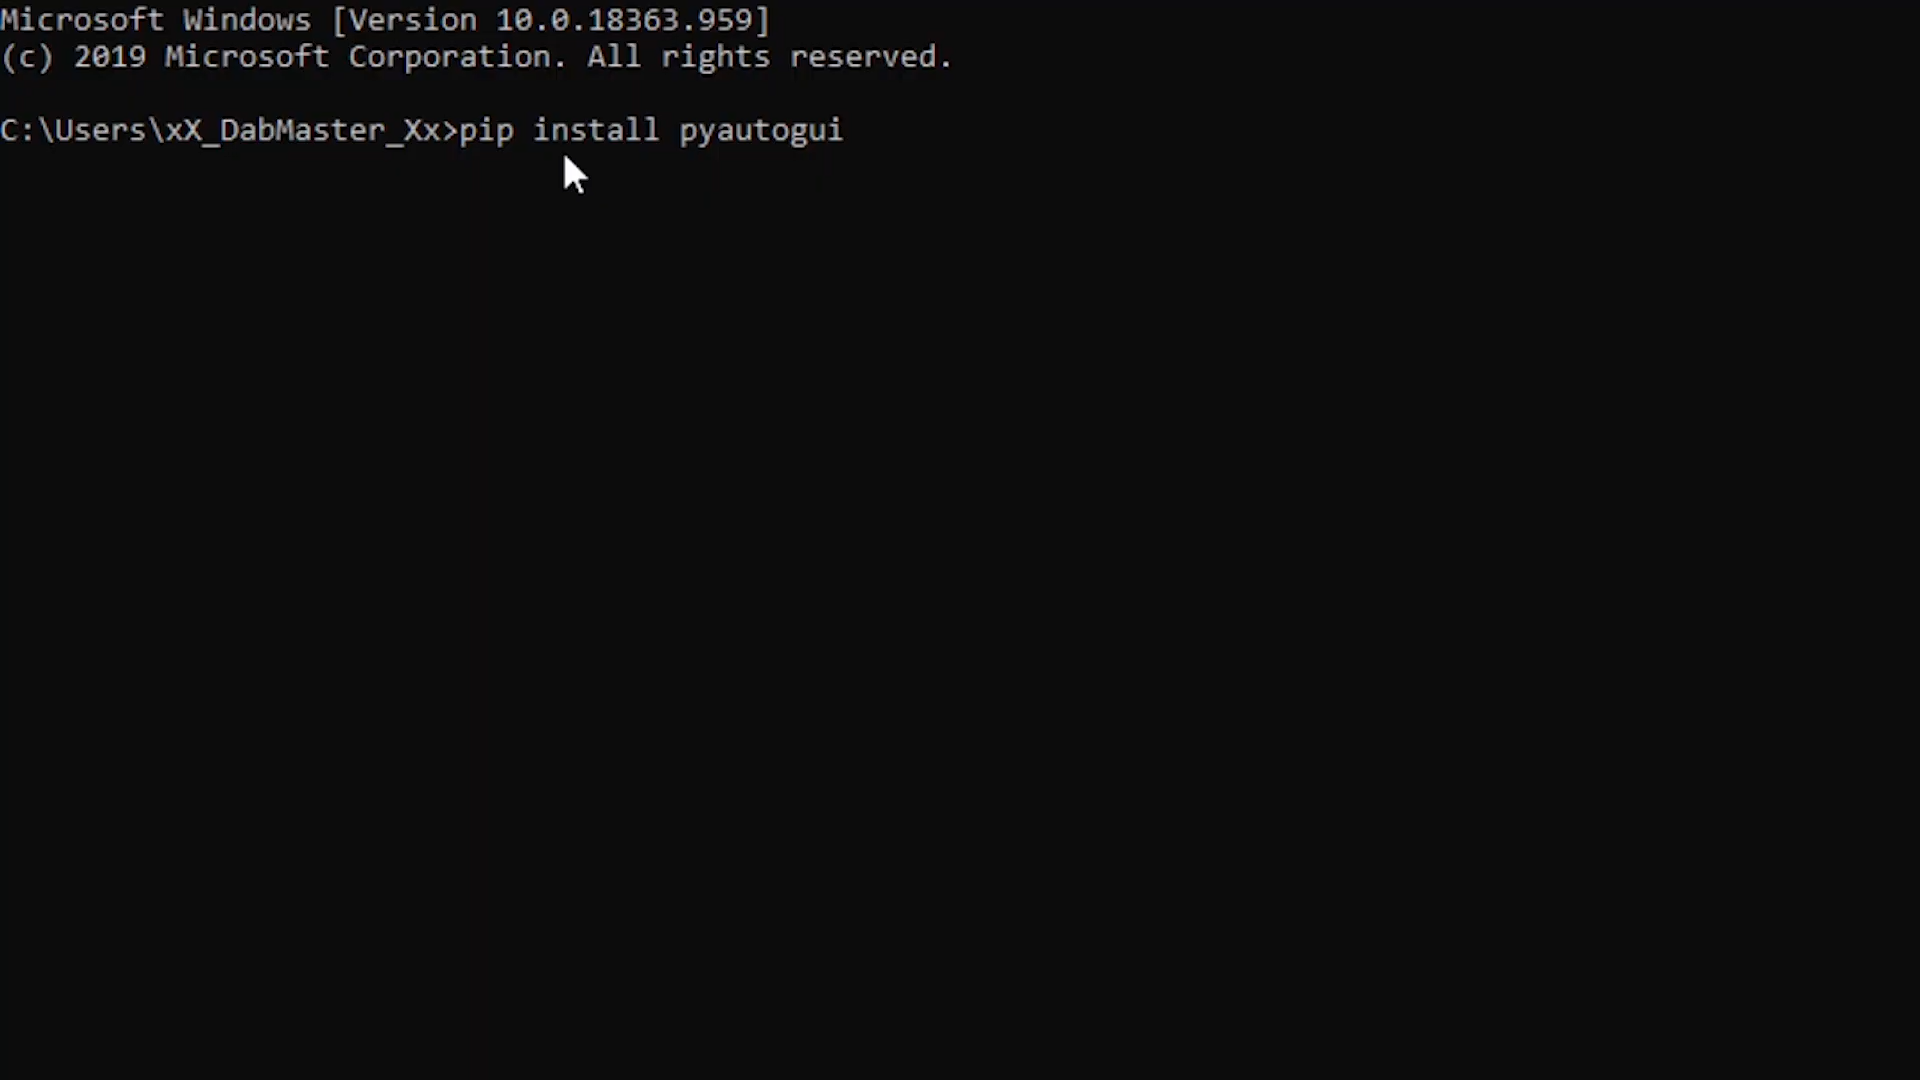 Microsoft Windows [Version 10.0.18363.959]
(c) 2019 Microsoft Corporation. All rights reserved.
C:\Users\xX_DabMaster_Xx>pip install pyautogui